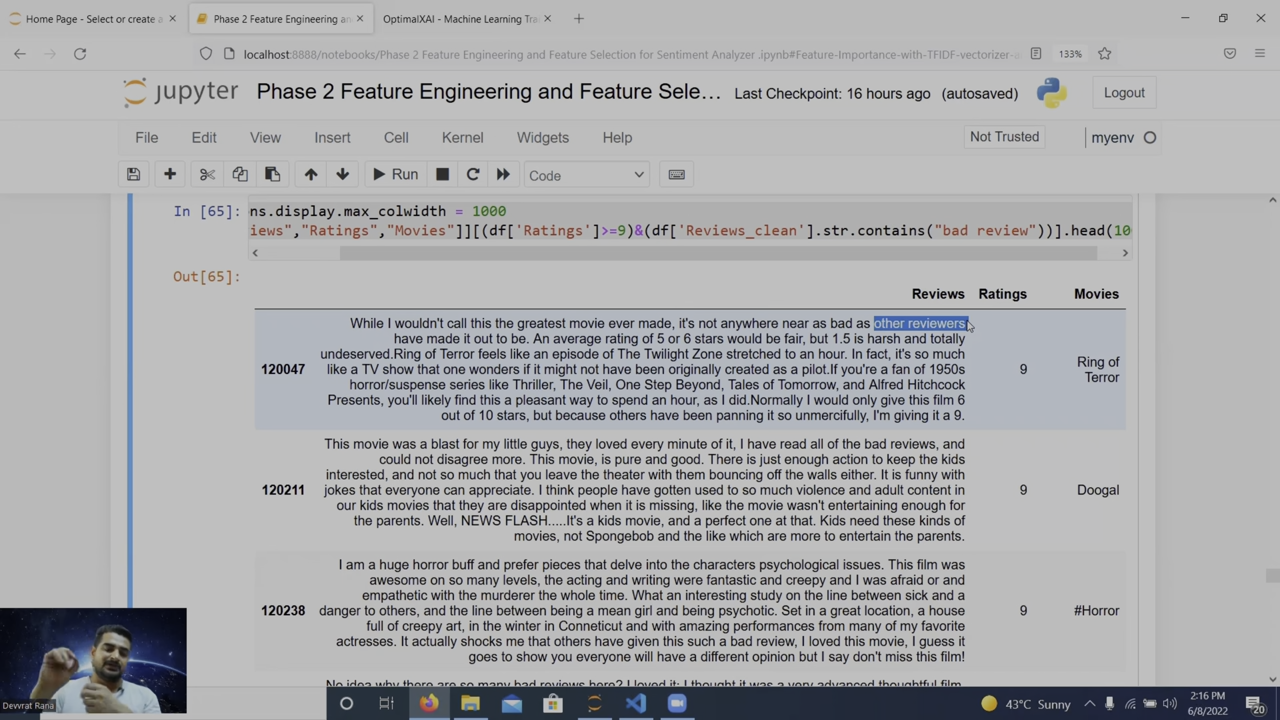 Home Page - Select or create a
Phase 2 Feature Engineering an
OptimalXAI - Machine Learning Tra
localhost:8888/notebooks/Phase 2 Feature Engineering and Feature Selection for Sentiment Analyzer .ipynb#Feature-Importance-with-TFIDF-vectorizer-a
133%
jupyter
Phase 2 Feature Engineering and Feature Sele... Last Checkpoint: 16 hours ago (autosaved)
Logout
File Edit View Insert Cell Kernel Widgets Help
Not Trusted
myenv
Run
Code
In [65]: ns.display.max_colwidth = 1000
iews","Ratings","Movies"]][(df['Ratings']>=9)&(df['Reviews_clean'].str.contains("bad review"))].head(10
Out[65]:
Reviews Ratings Movies
While I wouldn't call this the greatest movie ever made, it's not anywhere near as bad as other reviewers
have made it out to be. An average rating of 5 or 6 stars would be fair, but 1.5 is harsh and totally
undeserved.Ring of Terror feels like an episode of The Twilight Zone stretched to an hour. In fact, it's so much
120047 like a TV show that one wonders if it might not have been originally created as a pilot.If you're a fan of 1950s 9 Ring of Terror
horror/suspense series like Thriller, The Veil, One Step Beyond, Tales of Tomorrow, and Alfred Hitchcock
Presents, you'll likely find this a pleasant way to spend an hour, as I did.Normally I would only give this film 6
out of 10 stars, but because others have been panning it so unmercifully, I'm giving it a 9.
This movie was a blast for my little guys, they loved every minute of it, I have read all of the bad reviews, and
could not disagree more. This movie, is pure and good. There is just enough action to keep the kids
interested, and not so much that you leave the theater with them bouncing off the walls either. It is funny with
120211 jokes that everyone can appreciate. I think people have gotten used to so much violence and adult content in 9 Doogal
our kids movies that they are disappointed when it is missing, like the movie wasn't entertaining enough for
the parents. Well, NEWS FLASH.....It's a kids movie, and a perfect one at that. Kids need these kinds of
movies, not Spongebob and the like which are more to entertain the parents.
I am a huge horror buff and prefer pieces that delve into the characters psychological issues. This film was
awesome on so many levels, the acting and writing were fantastic and creepy and I was afraid or and
empathetic with the murderer the whole time. What an interesting study on the line between sick and a
120238 danger to others, and the line between being a mean girl and being psychotic. Set in a great location, a house 9 #Horror
full of creepy art, in the winter in Conneticut and with amazing performances from many of my favorite
actresses. It actually shocks me that others have given this such a bad review, I loved this movie, I guess it
goes to show you everyone will have a different opinion but I say don't miss this film!
No idea why there are so many bad reviews here? I loved it; I thought it was a very advanced thoughtful film.
Devvrat Rana
43°C Sunny
2:16 PM
6/8/2022
20